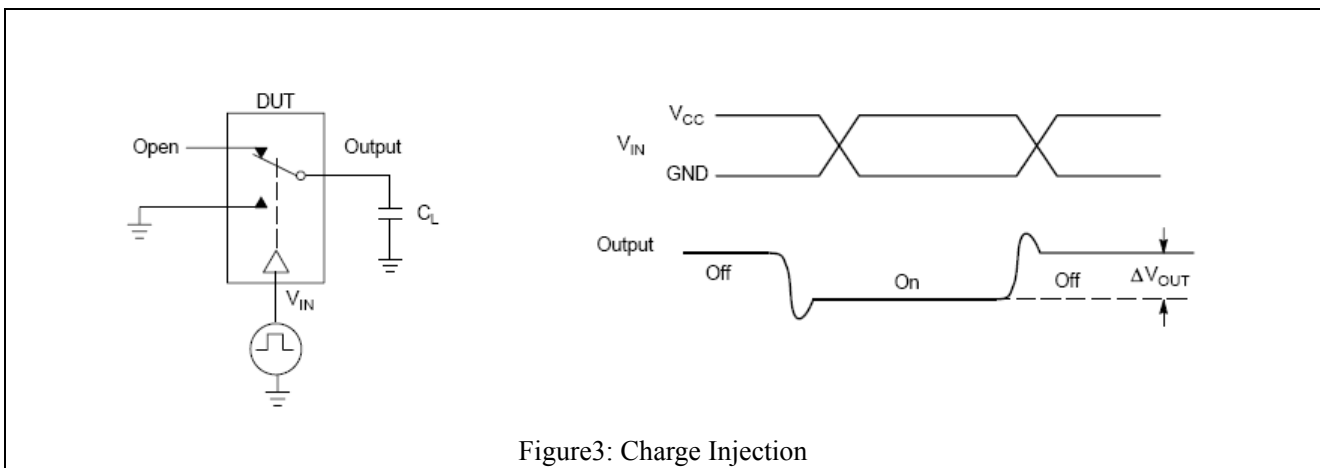 DUT
Open
Output
C_L
V_IN
V_CC
V_IN
GND
Output
Off
On
Off
ΔV_OUT
Figure3: Charge Injection